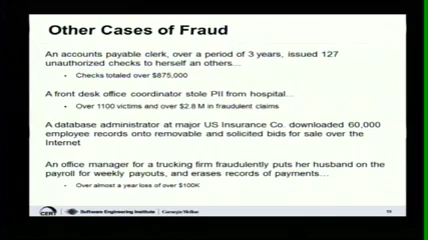 Other Cases of Fraud
An accounts payable clerk, over a period of 3 years, issued 127
unauthorized checks to herself an others...
• Checks totaled over $875,000
A front desk office coordinator stole PII from hospital...
• Over 1100 victims and over $2.8 M in fraudulent claims
A database administrator at major US Insurance Co. downloaded 60,000
employee records onto removable and solicited bids for sale over the
Internet
An office manager for a trucking firm fraudulently puts her husband on the
payroll for weekly payouts, and erases records of payments...
• Over almost a year loss of over $100K
CERT Software Engineering Institute Carnegie Mellon